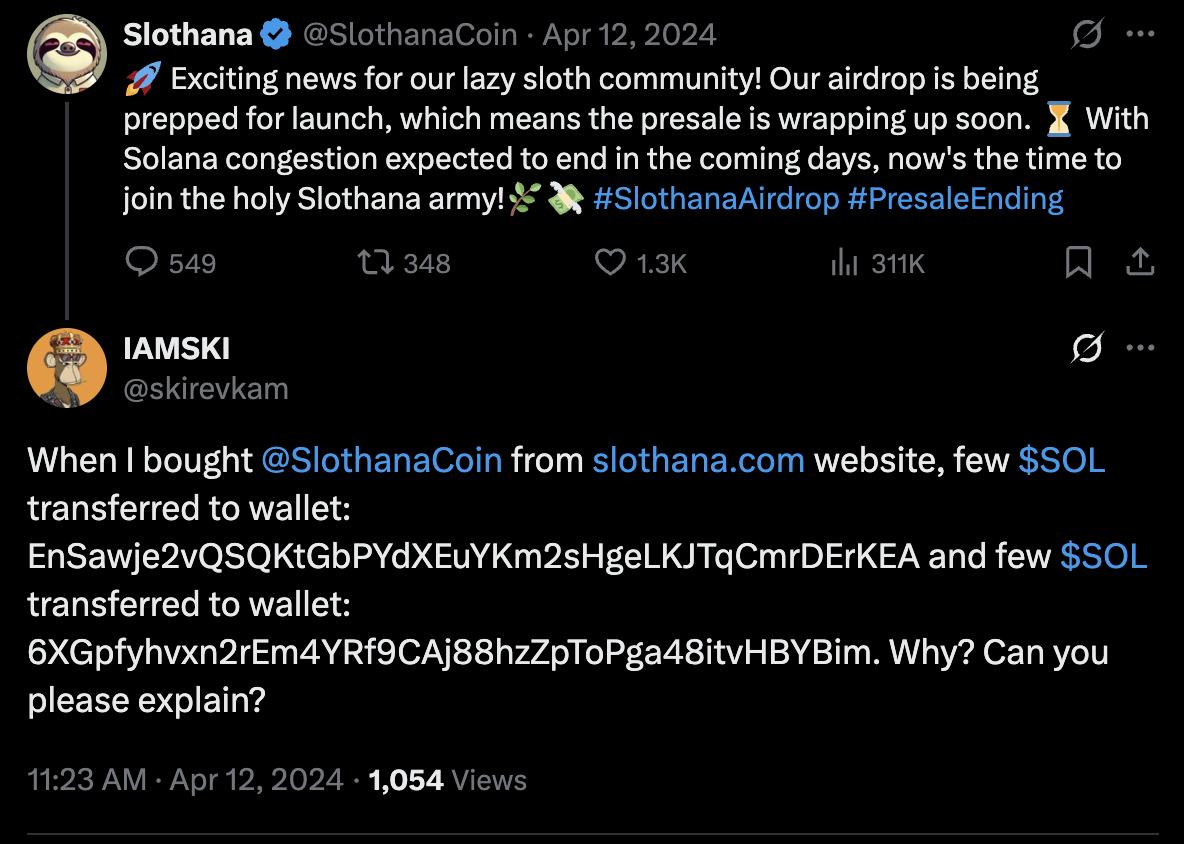 Slothana @SlothanaCoin · Apr 12, 2024
🚀 Exciting news for our lazy sloth community! Our airdrop is being
prepped for launch, which means the presale is wrapping up soon. ⏳ With
Solana congestion expected to end in the coming days, now's the time to
join the holy Slothana army!🌿💸 #SlothanaAirdrop #PresaleEnding
549 348 1.3K 311K
IAMSKI
@skirevkam
When I bought @SlothanaCoin from slothana.com website, few $SOL
transferred to wallet:
EnSawje2vQSQKtGbPYdXEuYKm2sHgeLKJTqCmrDErKEA and few $SOL
transferred to wallet:
6XGpfyhvxn2rEm4YRf9CAj88hzZpToPga48itvHBYBim. Why? Can you
please explain?
11:23 AM · Apr 12, 2024 · 1,054 Views